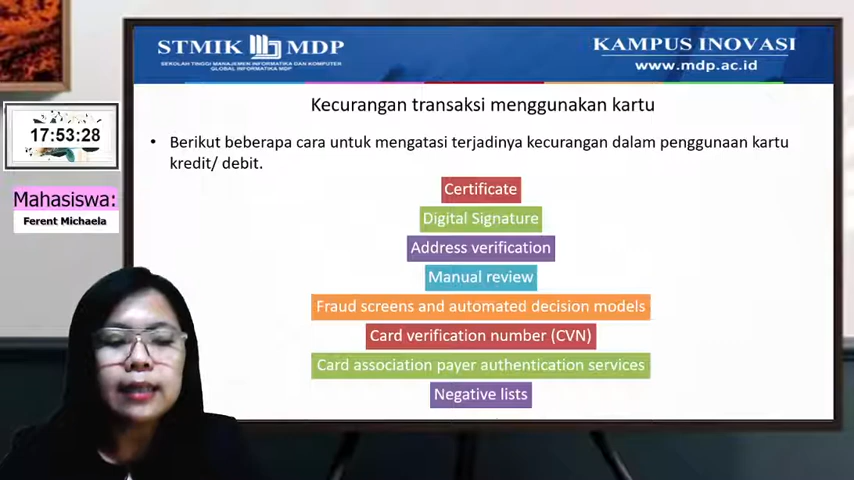 STMIK MDP
SEKOLAH TINGGI MANAJEMEN INFORMATIKA DAN KOMPUTER
GLOBAL INFORMATIKA MDP
KAMPUS INOVASI
www.mdp.ac.id
17:53:28
Mahasiswa:
Ferent Michaela
Kecurangan transaksi menggunakan kartu
• Berikut beberapa cara untuk mengatasi terjadinya kecurangan dalam penggunaan kartu
kredit/ debit.
Certificate
Digital Signature
Address verification
Manual review
Fraud screens and automated decision models
Card verification number (CVN)
Card association payer authentication services
Negative lists